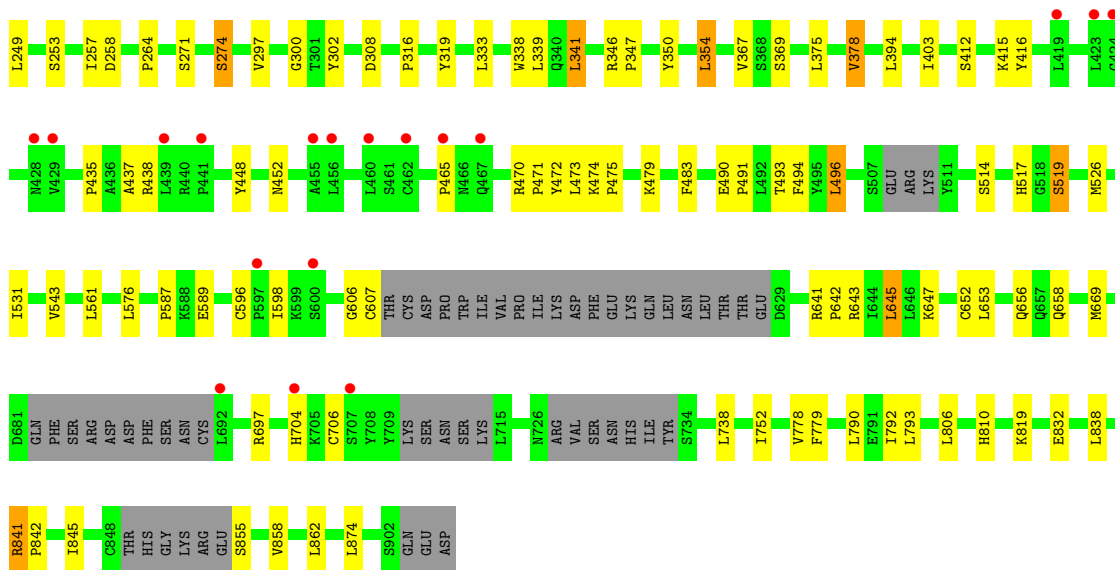 L249 S253 I257 D258 P264 S271 S274 V297 G300 T301 Y302 D308 P316 Y319 L333 W338 L339 Q340 L341 R346 P347 Y350 L354 V367 S368 S369 L375 V378 L394 I403 S412 K415 Y416 L419 L423
N428 V429 P435 A436 A437 R438 L439 R440 P441 Y448 N452 A455 L456 L460 S461 C462 P465 N466 Q467 R470 P471 Y472 L473 K474 P475 K479 F483 E490 P491 L492 T493 F494 Y495 L496 S507 GLU ARG LYS Y511 S514 H517 G518 S519 M526
I531 V543 L561 L576 P587 K588 E589 C596 P597 I598 K599 S600 G606 C607 THR CYS ASP PRO TRP ILE VAL PRO ILE LYS ASP PHE GLU LYS GLN LEU ASN LEU THR THR GLU D629 R641 P642 R643 I644 L645 L646 K647 C652 L653 Q656 Q657 Q658 M669
D681 GLN PHE SER ARG ASP ASP PHE SER ASN CYS L692 R697 H704 K705 C706 S707 Y708 Y709 LYS SER ASN SER LYS L715 N726 ARG VAL SER ASN HIS ILE TYR S734 L738 I752 V778 F779 L790 E791 I792 L793 L806 H810 K819 E832 L838
R841 P842 I845 C848 THR HIS GLY LYS ARG GLU S855 V858 L862 L874 S902 GLN GLU ASP